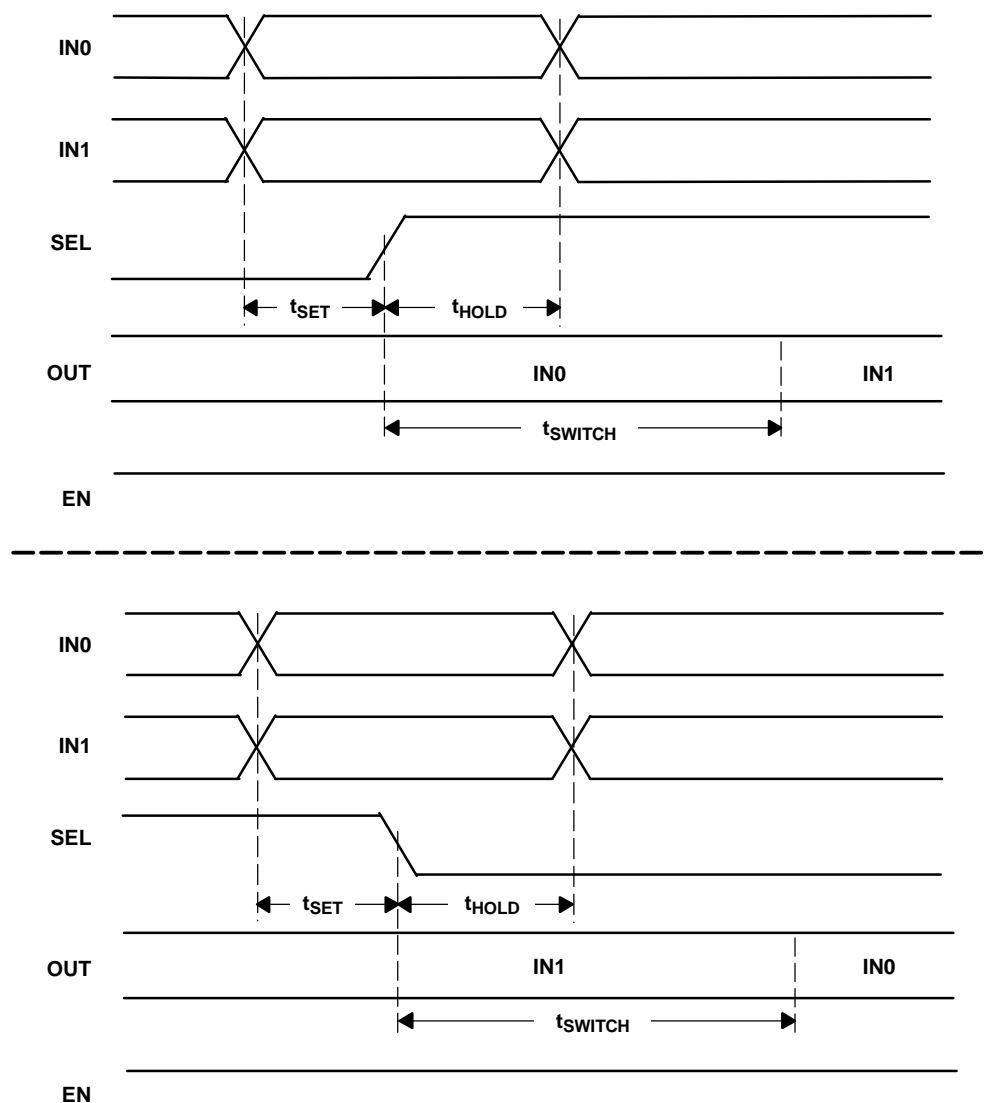 IN0
IN1
SEL
tSET tHOLD
OUT IN0 IN1
tSWITCH
EN
IN0
IN1
SEL
tSET tHOLD
OUT IN1 IN0
tSWITCH
EN